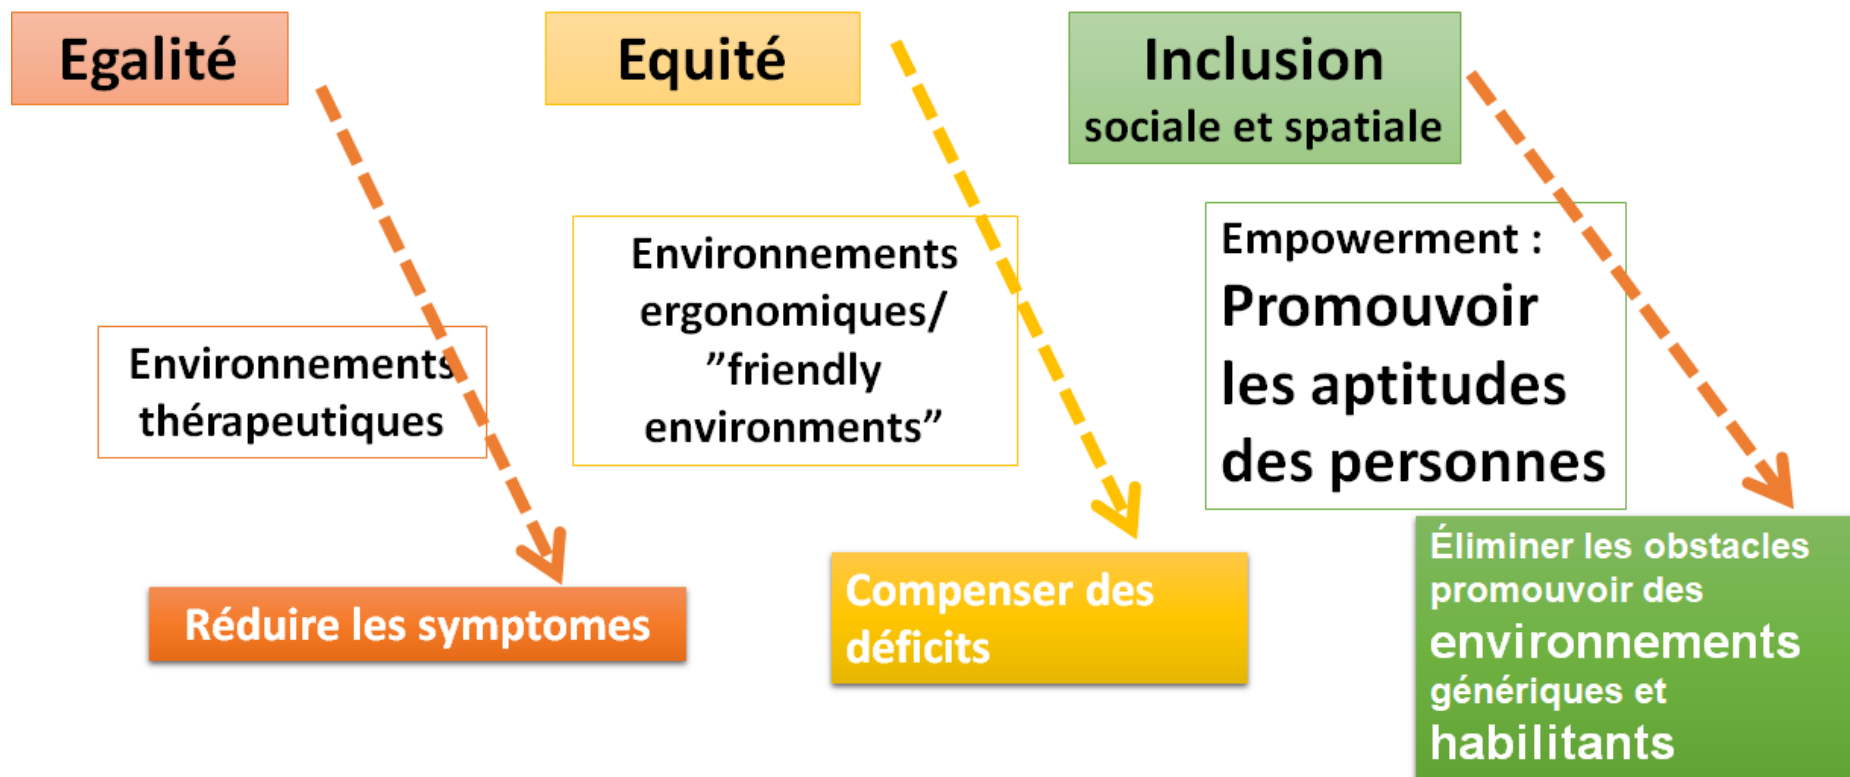 Egalité
Environnements
thérapeutiques
Réduire les symptomes
Equité
Environnements
ergonomiques/
”friendly
environments”
Compenser des
déficits
Inclusion
sociale et spatiale
Empowerment :
Promouvoir
les aptitudes
des personnes
Éliminer les obstacles
promouvoir des
environnements
génériques et
habilitants